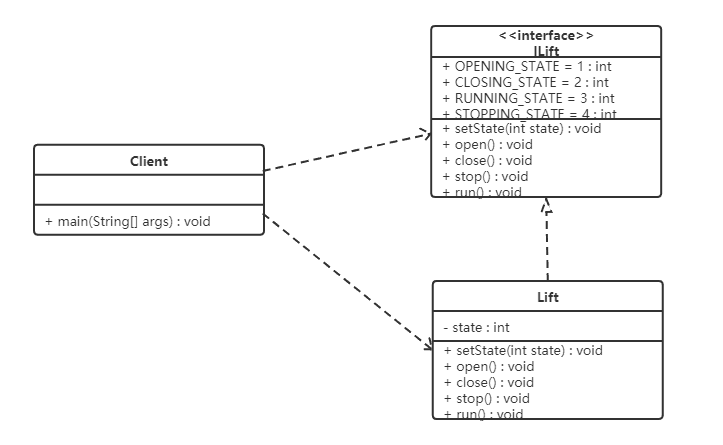 <<interface>>
ILift
+ OPENING_STATE = 1 : int
+ CLOSING_STATE = 2 : int
+ RUNNING_STATE = 3 : int
+ STOPPING_STATE = 4 : int
+ setState(int state) : void
+ open() : void
+ close() : void
+ stop() : void
+ run() : void
Client
+ main(String[] args) : void
Lift
- state : int
+ setState(int state) : void
+ open() : void
+ close() : void
+ stop() : void
+ run() : void